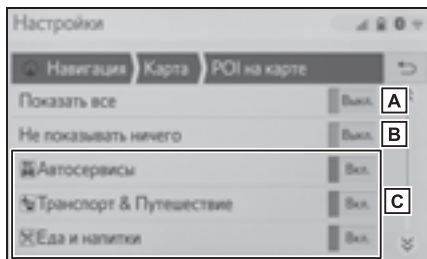 Настройки
Навигация Карта POI на карте
Показать все Выкл. A
Не показывать ничего Выкл. B
Автосервисы Вкл.
Транспорт & Путешествие Вкл. C
Еда и напитки Вкл.